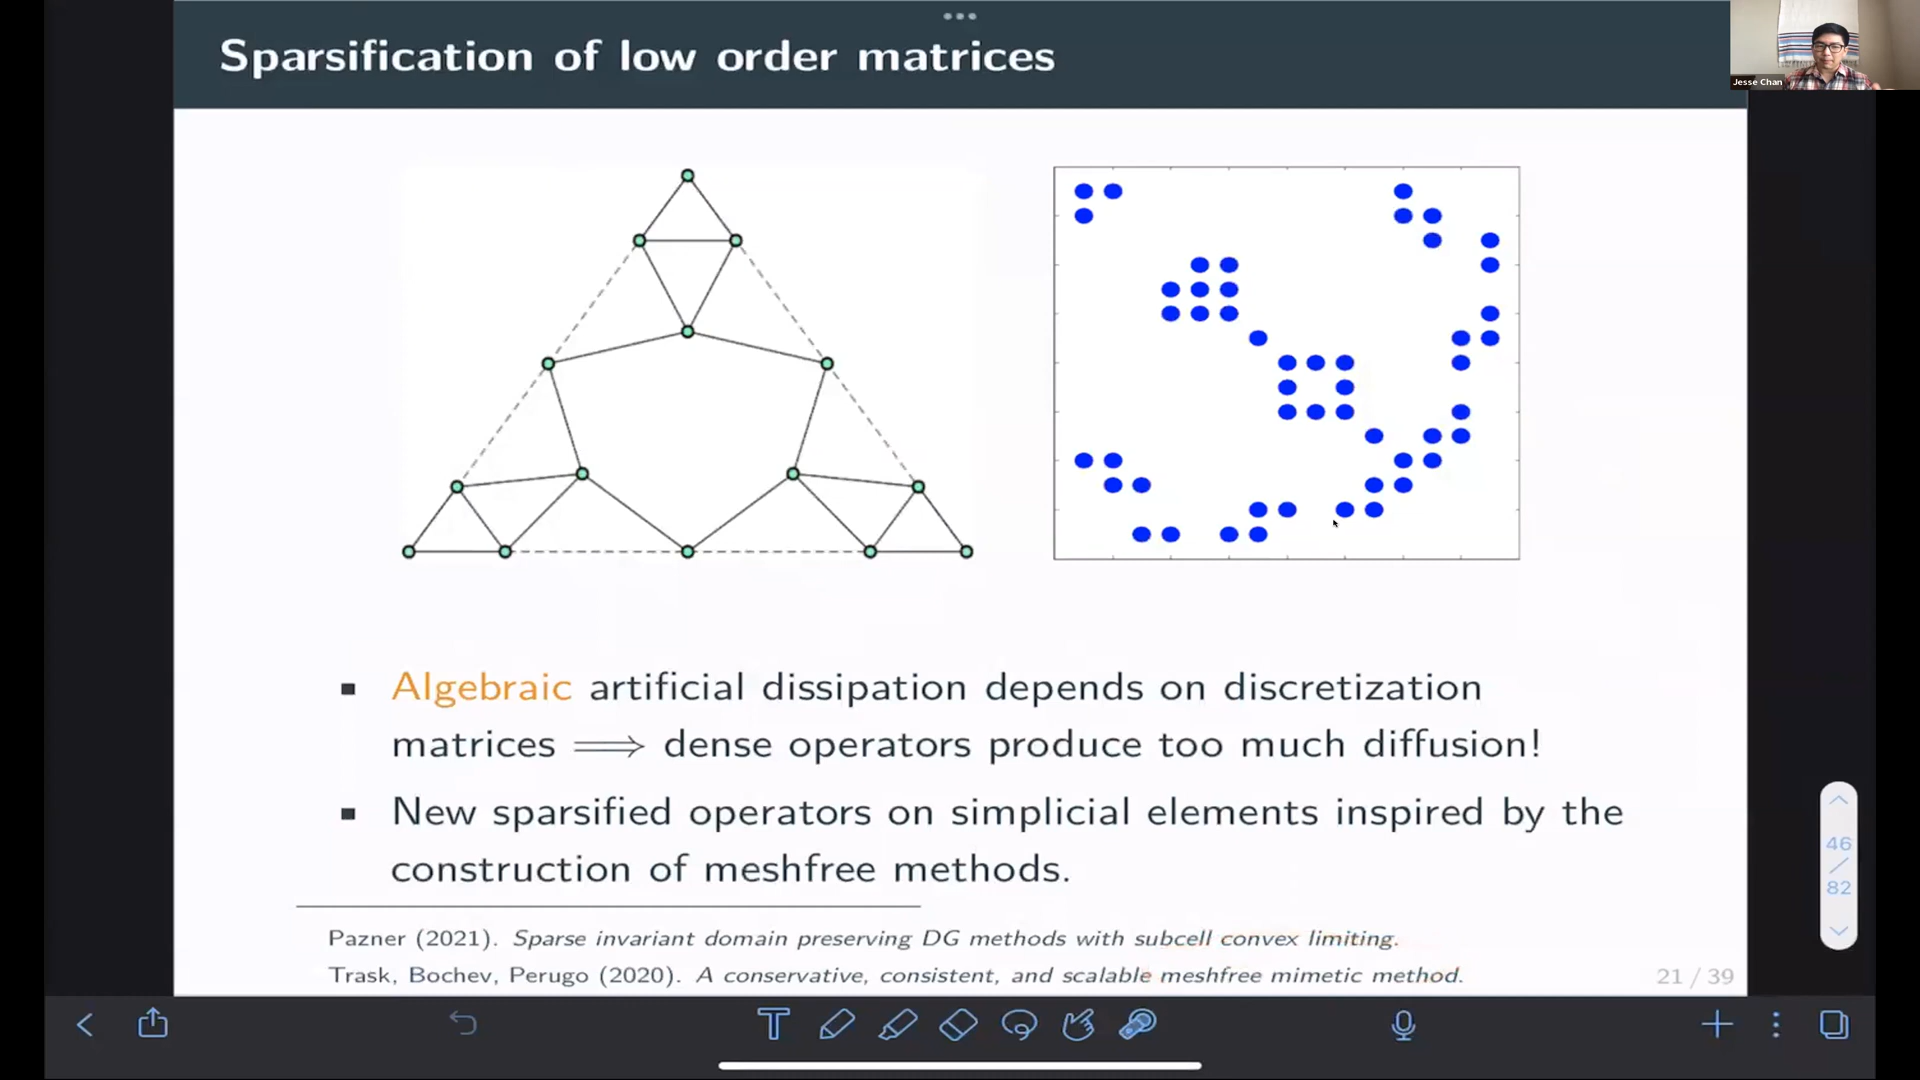 Sparsification of low order matrices
Jesse Chan
Algebraic artificial dissipation depends on discretization
matrices ⟹ dense operators produce too much diffusion!
New sparsified operators on simplicial elements inspired by the
construction of meshfree methods.
Pazner (2021). Sparse invariant domain preserving DG methods with subcell convex limiting.
Trask, Bochev, Perugo (2020). A conservative, consistent, and scalable meshfree mimetic method.
21 / 39
46
/
82